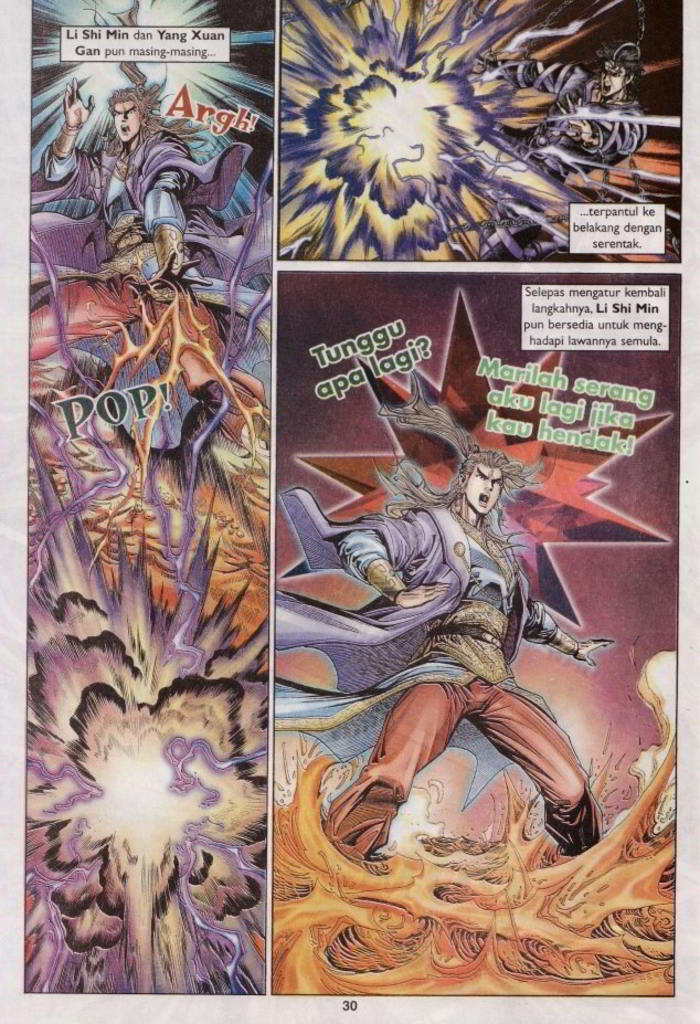 Li Shi Min dan Yang Xuan
Gan pun masing-masing...
Argh!
POP!
...terpantul ke
belakang dengan
serentak.
Selepas mengatur kembali
langkahnya, Li Shi Min
pun bersedia untuk meng-
hadapi lawannya semula.
Tunggu
apa lagi?
Marilah serang
aku lagi jika
kau hendak!
30